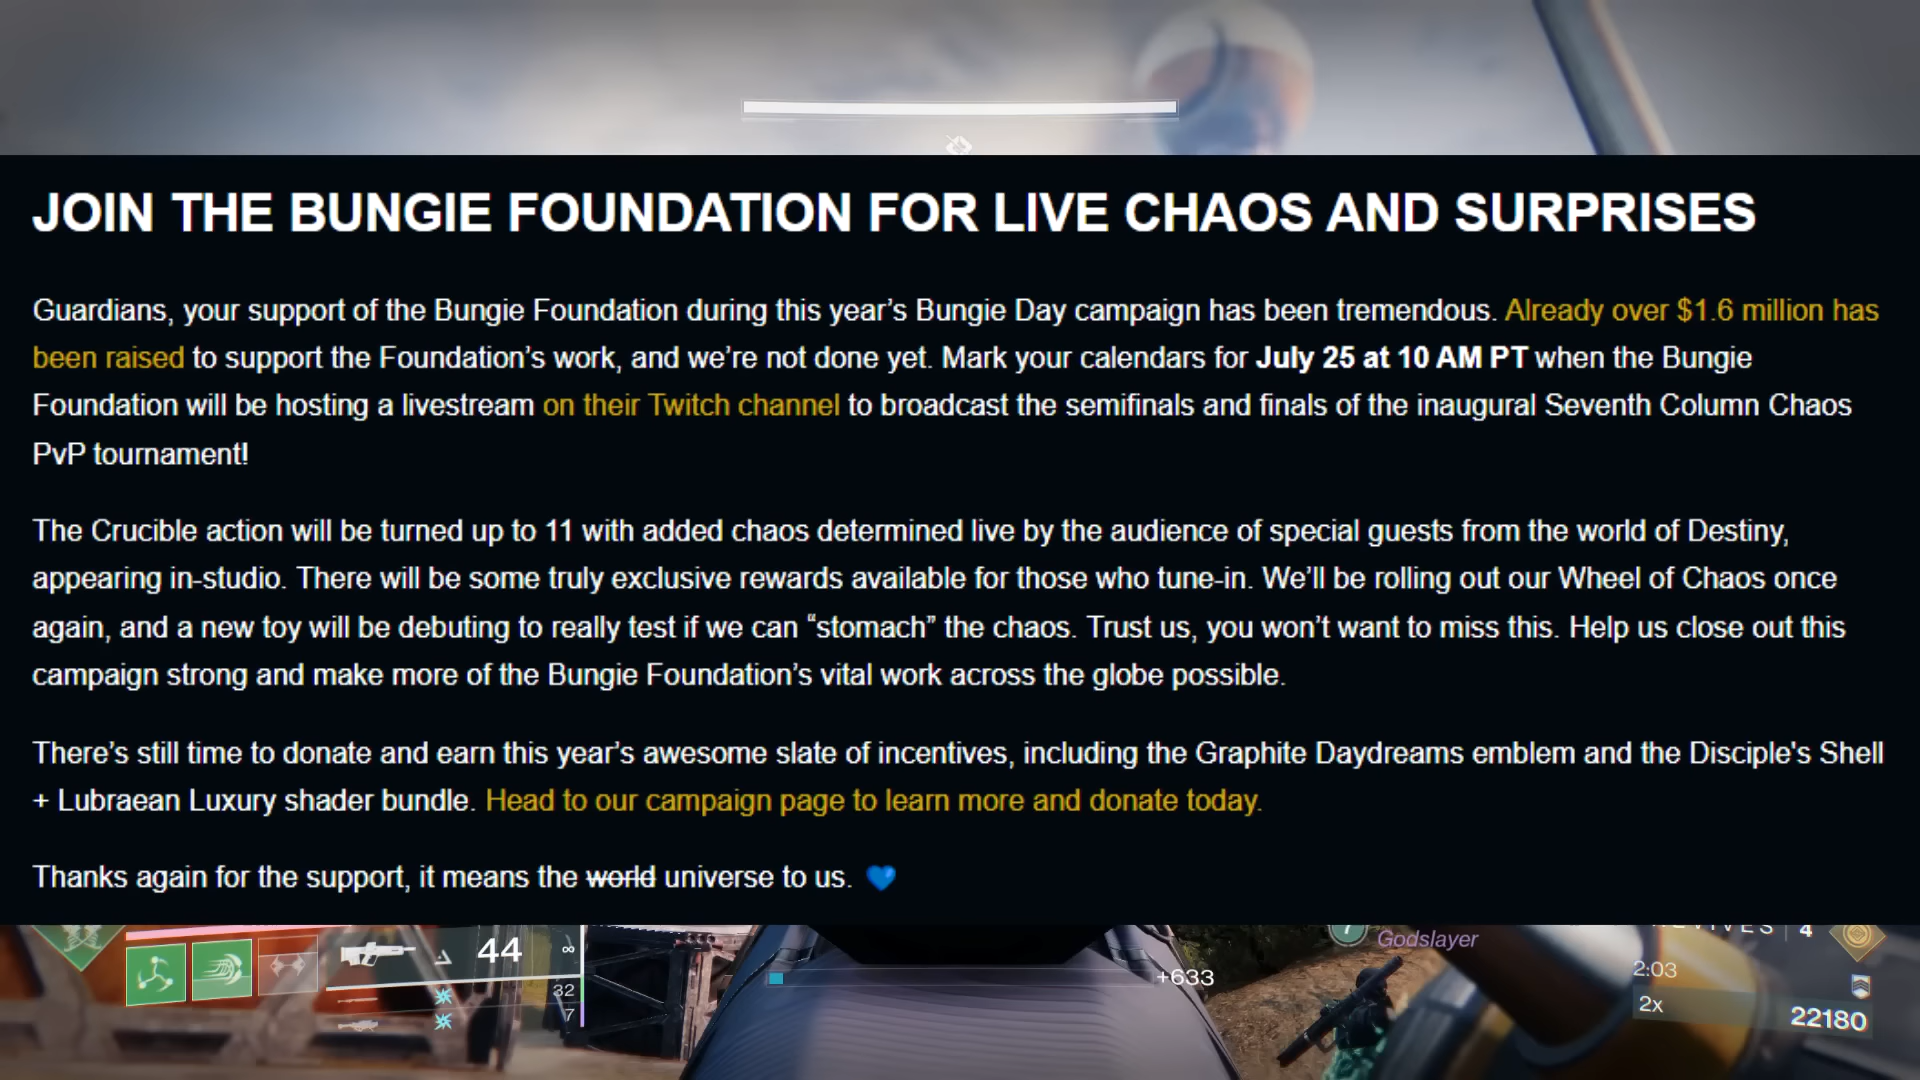 JOIN THE BUNGIE FOUNDATION FOR LIVE CHAOS AND SURPRISES
Guardians, your support of the Bungie Foundation during this year’s Bungie Day campaign has been tremendous. Already over $1.6 million has
been raised to support the Foundation’s work, and we’re not done yet. Mark your calendars for July 25 at 10 AM PT when the Bungie
Foundation will be hosting a livestream on their Twitch channel to broadcast the semifinals and finals of the inaugural Seventh Column Chaos
PvP tournament!
The Crucible action will be turned up to 11 with added chaos determined live by the audience of special guests from the world of Destiny,
appearing in-studio. There will be some truly exclusive rewards available for those who tune-in. We’ll be rolling out our Wheel of Chaos once
again, and a new toy will be debuting to really test if we can “stomach” the chaos. Trust us, you won’t want to miss this. Help us close out this
campaign strong and make more of the Bungie Foundation’s vital work across the globe possible.
There’s still time to donate and earn this year’s awesome slate of incentives, including the Graphite Daydreams emblem and the Disciple's Shell
+ Lubraean Luxury shader bundle. Head to our campaign page to learn more and donate today.
Thanks again for the support, it means the world universe to us. 💙
44 ∞
32
7
+633
7 Godslayer
4
2:03
2x
22180